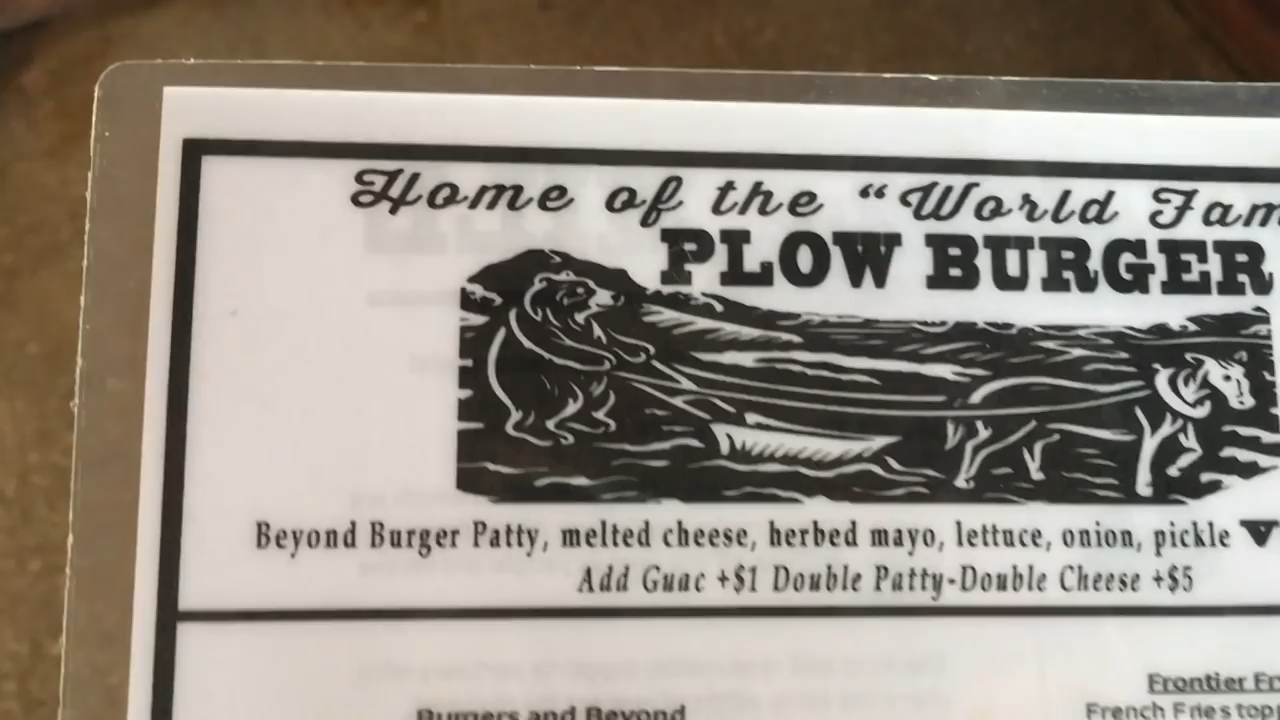 Home of the “World Fam
PLOW BURGER
Beyond Burger Patty, melted cheese, herbed mayo, lettuce, onion, pickle V
Add Guac +$1 Double Patty-Double Cheese +$5
Frontier Fr
French Fries top
Burgers and Beyond